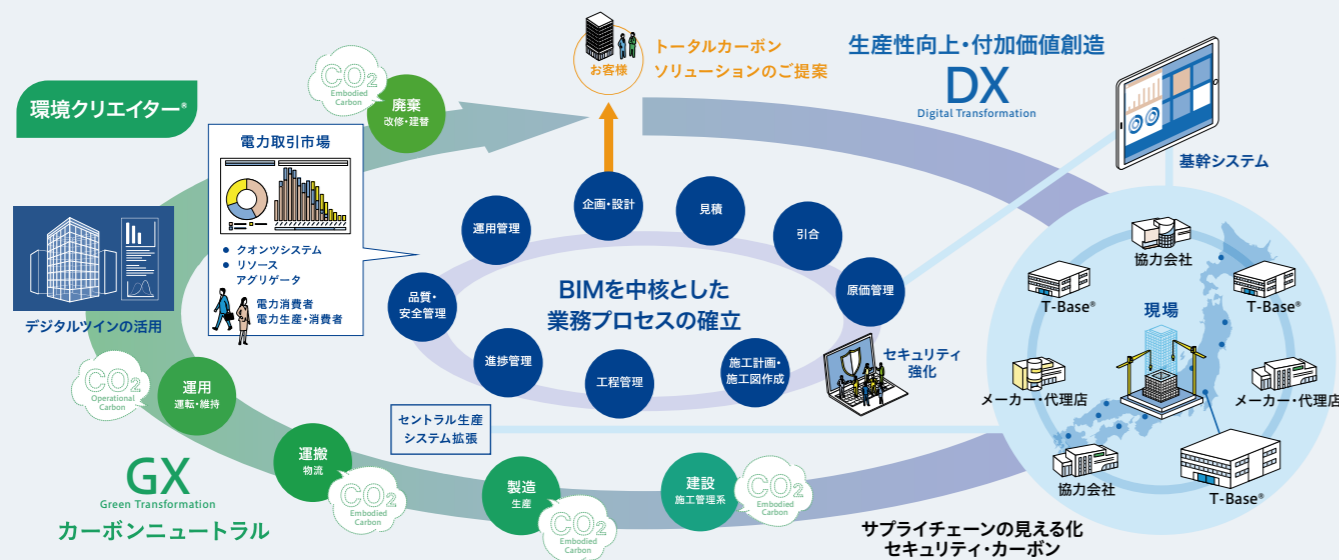 環境クリエイター®
CO2
Embodied
Carbon
廃棄
改修・建替
お客様
トータルカーボン
ソリューションのご提案
生産性向上・付加価値創造
DX
Digital Transformation
基幹システム
電力取引市場
● クオンツシステム
● リソース
アグリゲータ
電力消費者
電力生産・消費者
デジタルツインの活用
運用管理
企画・設計
見積
引合
原価管理
品質・
安全管理
BIMを中核とした
業務プロセスの確立
進捗管理
工程管理
施工計画・
施工図作成
セキュリティ
強化
協力会社
T-Base®
T-Base®
現場
メーカー・代理店
メーカー・代理店
協力会社
T-Base®
CO2
Operational
Carbon
運用
運転・維持
セントラル生産
システム拡張
運搬
物流
CO2
Embodied
Carbon
製造
生産
CO2
Embodied
Carbon
建設
施工管理系
CO2
Embodied
Carbon
GX
Green Transformation
カーボンニュートラル
サプライチェーンの見える化
セキュリティ・カーボン